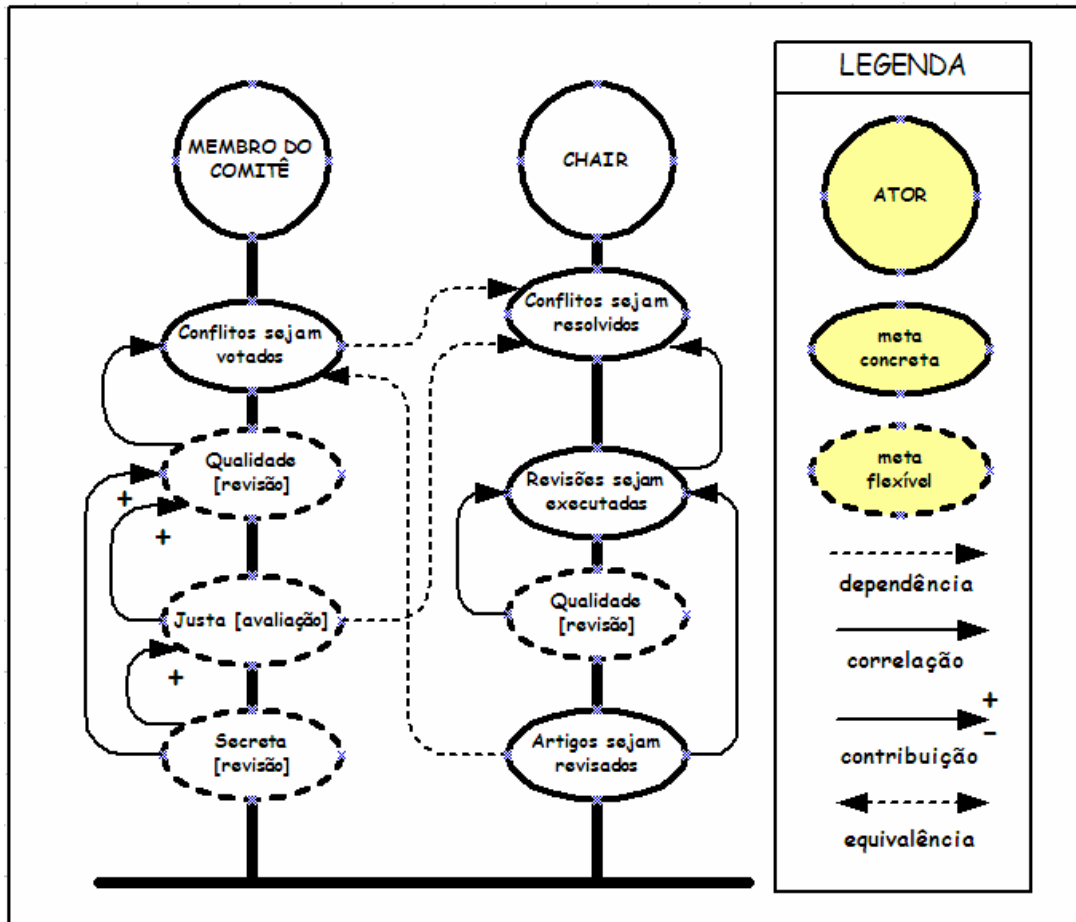 MEMBRO DO
COMITÊ
Conflitos sejam
votados
Qualidade
[revisão]
+
+
Justa [avaliação]
+
Secreta
[revisão]
CHAIR
Conflitos sejam
resolvidos
Revisões sejam
executadas
Qualidade
[revisão]
Artigos sejam
revisados
LEGENDA
ATOR
meta
concreta
meta
flexível
dependência
correlação
+
-
contribuição
equivalência